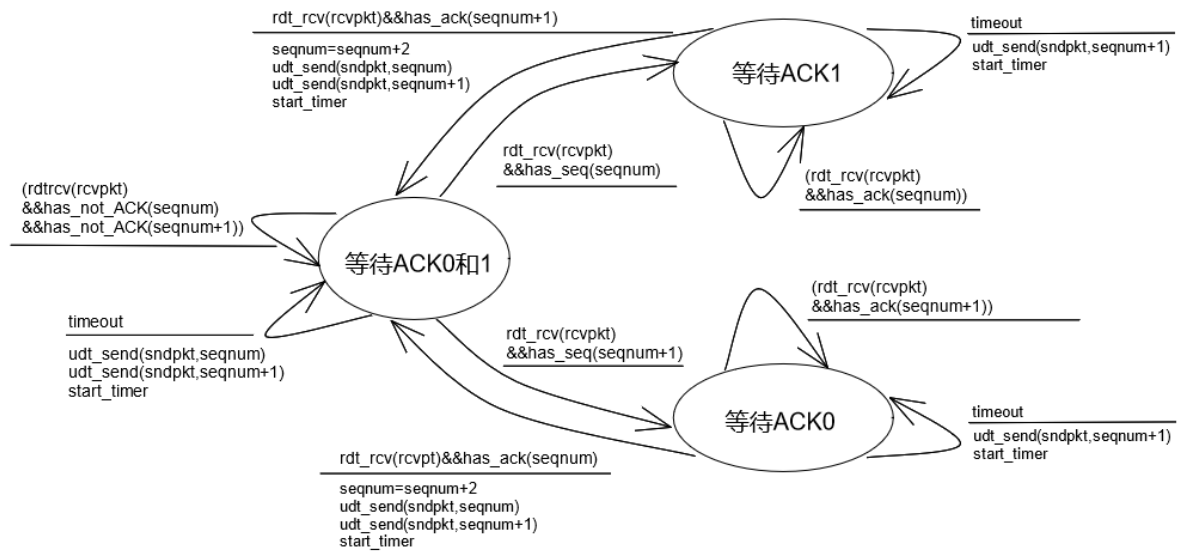 rdt_rcv(rcvpkt)&&has_ack(seqnum+1)
seqnum=seqnum+2
udt_send(sndpkt,seqnum)
udt_send(sndpkt,seqnum+1)
start_timer
等待ACK1
timeout
udt_send(sndpkt,seqnum+1)
start_timer
rdt_rcv(rcvpkt)
&&has_seq(seqnum)
(rdt_rcv(rcvpkt)
&&has_ack(seqnum))
(rdtrcv(rcvpkt)
&&has_not_ACK(seqnum)
&&has_not_ACK(seqnum+1))
等待ACK0和1
timeout
udt_send(sndpkt,seqnum)
udt_send(sndpkt,seqnum+1)
start_timer
rdt_rcv(rcvpkt)
&&has_seq(seqnum+1)
(rdt_rcv(rcvpkt)
&&has_ack(seqnum+1))
等待ACK0
timeout
udt_send(sndpkt,seqnum+1)
start_timer
rdt_rcv(rcvpt)&&has_ack(seqnum)
seqnum=seqnum+2
udt_send(sndpkt,seqnum)
udt_send(sndpkt,seqnum+1)
start_timer